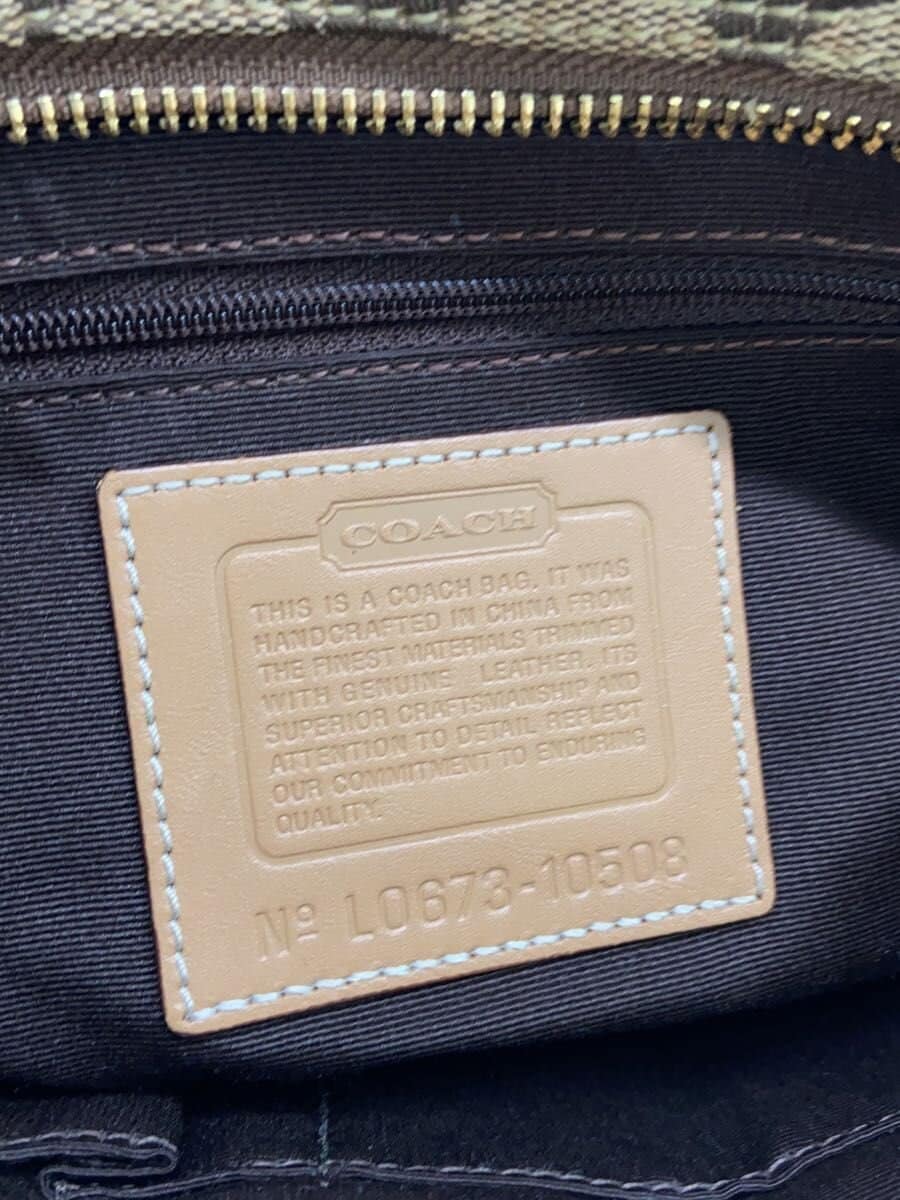 COACH
THIS IS A COACH BAG. IT WAS
HANDCRAFTED IN CHINA FROM
THE FINEST MATERIALS TRIMMED
WITH GENUINE LEATHER. ITS
SUPERIOR CRAFTSMANSHIP AND
ATTENTION TO DETAIL REFLECT
OUR COMMITMENT TO ENDURING
QUALITY.
Nº L0673-10508